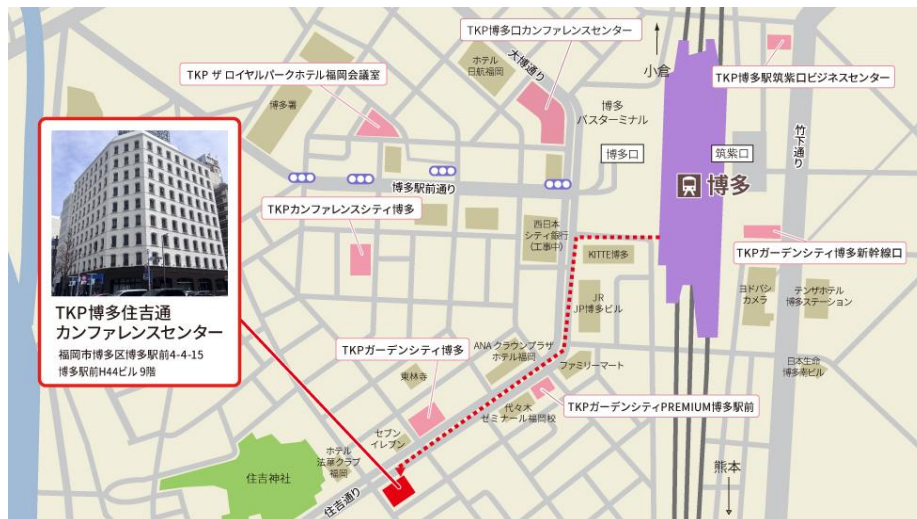 TKP博多口カンファレンスセンター
小倉
大博通り
ホテル
日航福岡
TKP ザ ロイヤルパークホテル福岡会議室
TKP博多駅筑紫口ビジネスセンター
博多署
博多
バスターミナル
竹下通り
博多口
筑紫口
博多駅前通り
博多
TKPカンファレンスシティ博多
西日本
シティ銀行
(工事中)
KITTE博多
TKPガーデンシティ博多新幹線口
JR
JP博多ビル
ヨドバシ
カメラ
テンザホテル
博多ステーション
TKP博多住吉通
カンファレンスセンター
福岡市博多区博多駅前4-4-15
博多駅前H44ビル 9階
TKPガーデンシティ博多
ANA クラウンプラザ
ホテル福岡
ファミリーマート
日本生命
博多南ビル
東林寺
代々木
ゼミナール福岡校
TKPガーデンシティPREMIUM博多駅前
セブン
イレブン
ホテル
法華クラブ
福岡
住吉神社
住吉通り
熊本